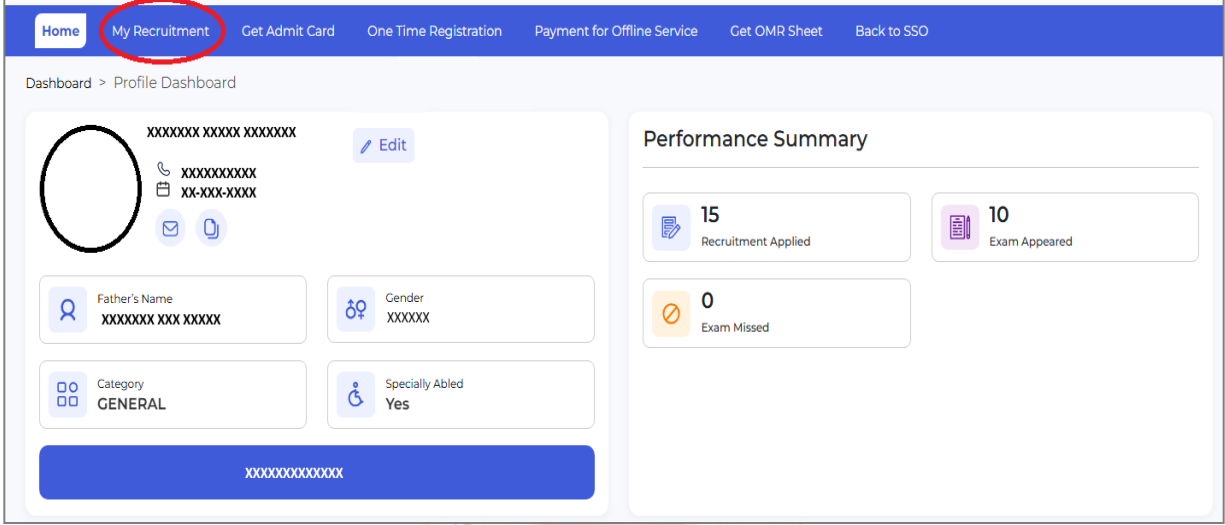 Home My Recruitment Get Admit Card One Time Registration Payment for Offline Service Get OMR Sheet Back to SSO
Dashboard > Profile Dashboard
XXXXXXX XXXXX XXXXXXX
Edit
XXXXXXXXXX
XX-XXX-XXXX
Father's Name
XXXXXXX XXX XXXXX
Gender
XXXXXX
Category
GENERAL
Specially Abled
Yes
XXXXXXXXXXXXX
Performance Summary
15
Recruitment Applied
10
Exam Appeared
0
Exam Missed